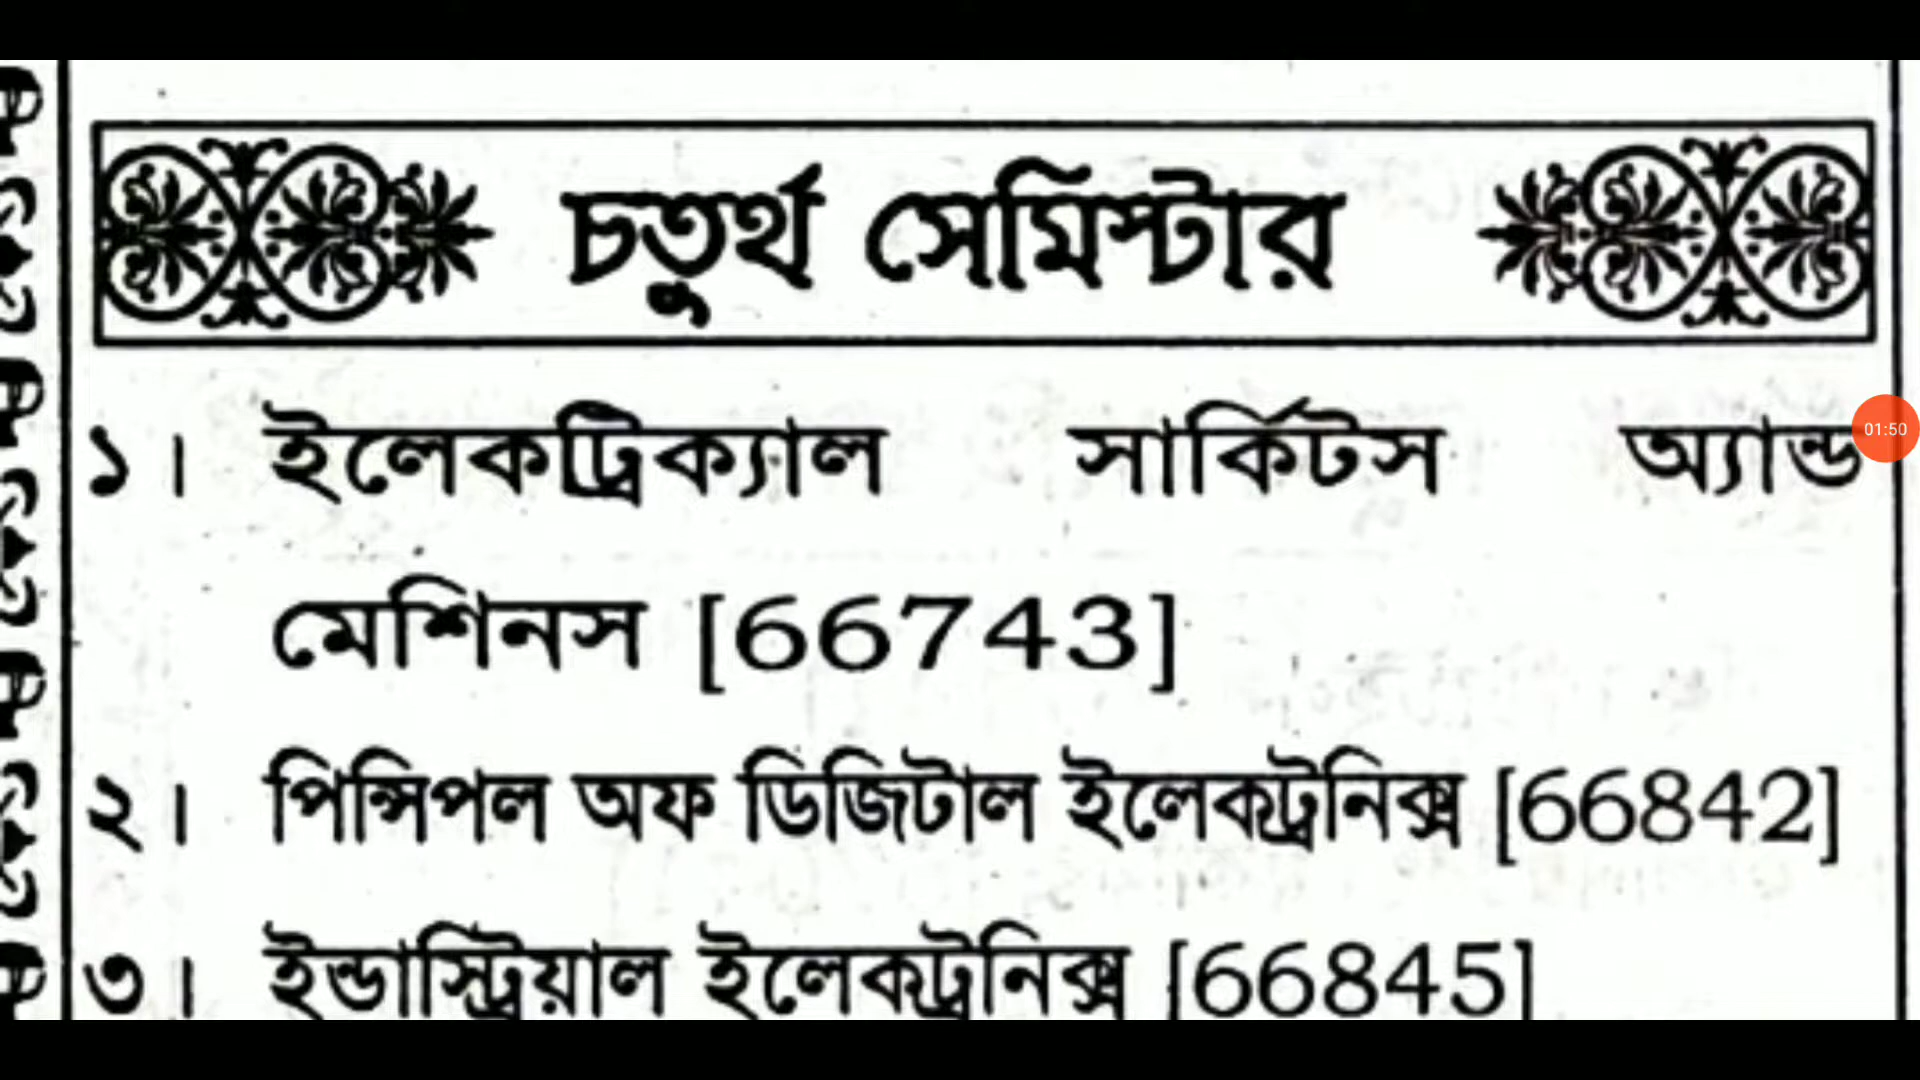 চতুর্থ সেমিস্টার
১। ইলেকট্রিক্যাল সার্কিটস অ্যান্ড
01:50
মেশিনস [66743]
২। পিন্সিপল অফ ডিজিটাল ইলেকট্রনিক্স [66842]
৩। ইন্ডাস্ট্রিয়াল ইলেকট্রনিক্স [66845]